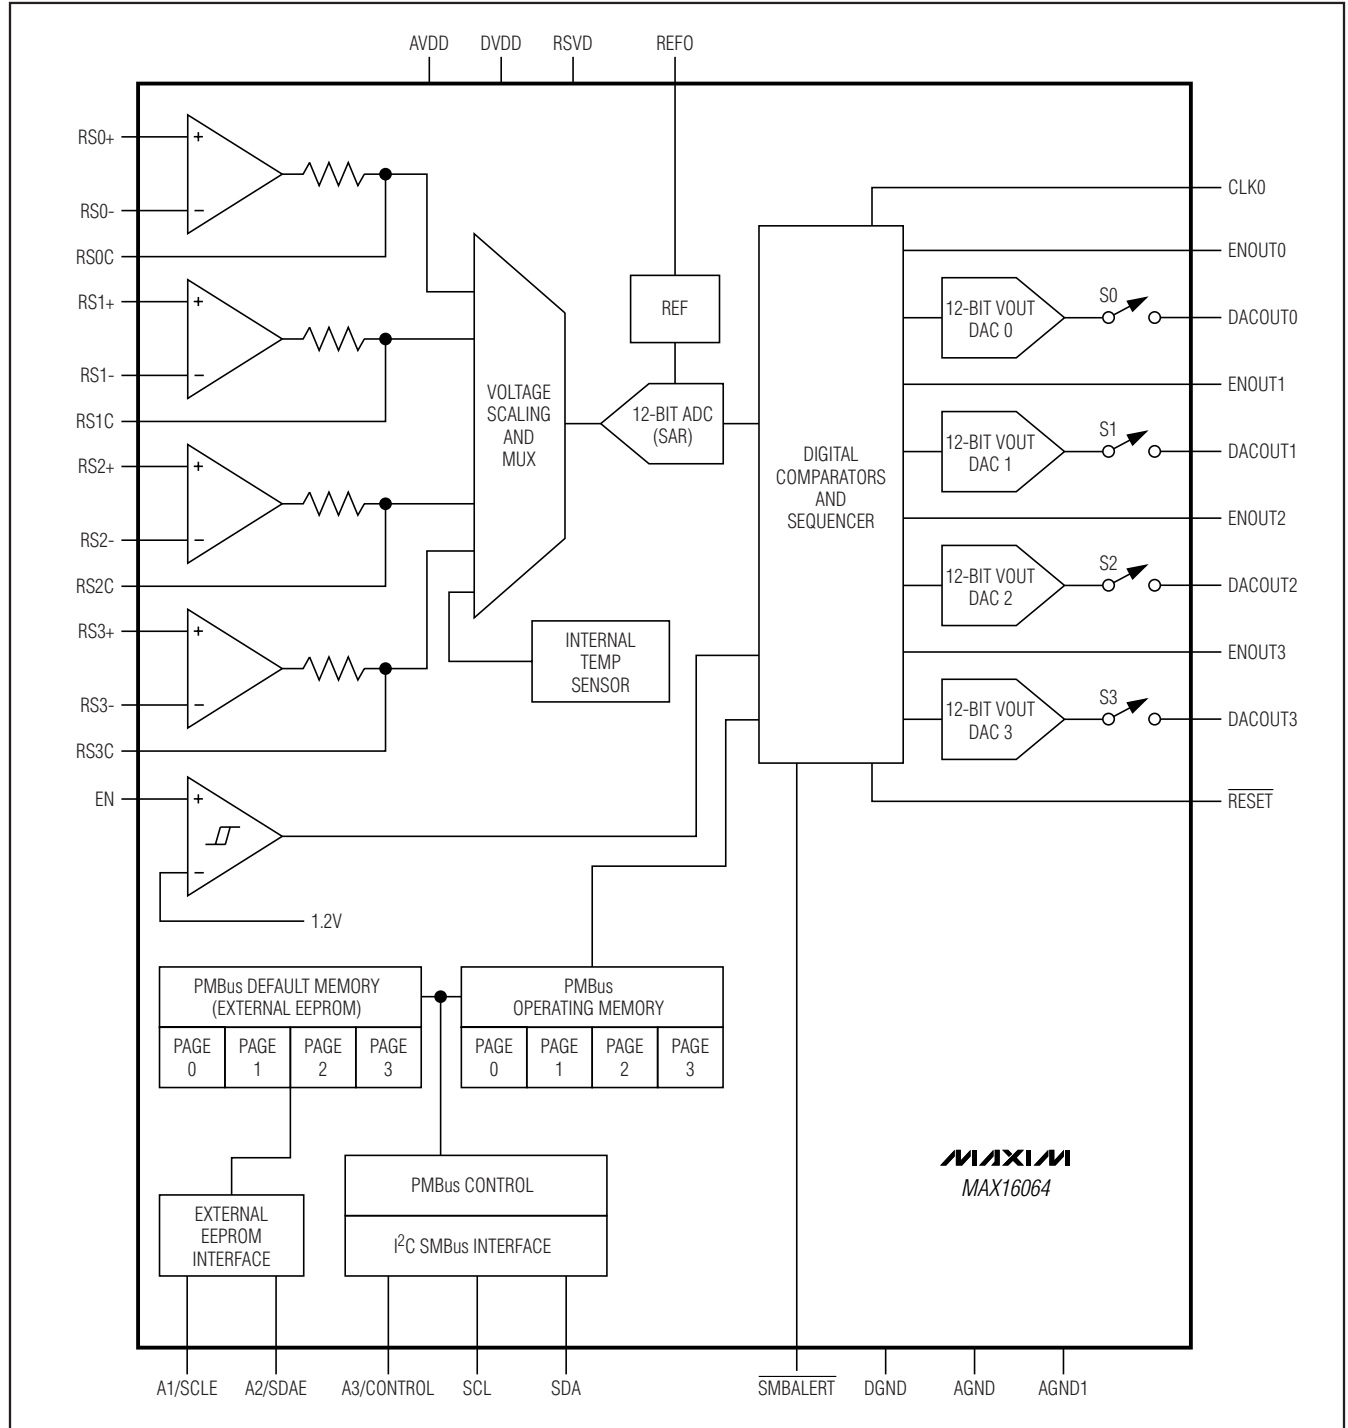 AVDD DVDD RSVD REFO
RS0+
+
RS0-
−
RS0C
RS1+
+
RS1-
−
RS1C
RS2+
+
RS2-
−
RS2C
RS3+
+
RS3-
−
RS3C
EN
+
−
1.2V
VOLTAGE
SCALING
AND
MUX
REF
12-BIT ADC
(SAR)
INTERNAL
TEMP
SENSOR
DIGITAL
COMPARATORS
AND
SEQUENCER
CLKO
ENOUT0
12-BIT VOUT
DAC 0
S0
DACOUT0
ENOUT1
12-BIT VOUT
DAC 1
S1
DACOUT1
ENOUT2
12-BIT VOUT
DAC 2
S2
DACOUT2
ENOUT3
12-BIT VOUT
DAC 3
S3
DACOUT3
RESET
PMBus DEFAULT MEMORY
(EXTERNAL EEPROM)
PAGE
0
PAGE
1
PAGE
2
PAGE
3
PMBus
OPERATING MEMORY
PAGE
0
PAGE
1
PAGE
2
PAGE
3
PMBus CONTROL
I²C SMBus INTERFACE
EXTERNAL
EEPROM
INTERFACE
MAXIM
MAX16064
A1/SCLE A2/SDAE A3/CONTROL SCL SDA SMBALERT DGND AGND AGND1